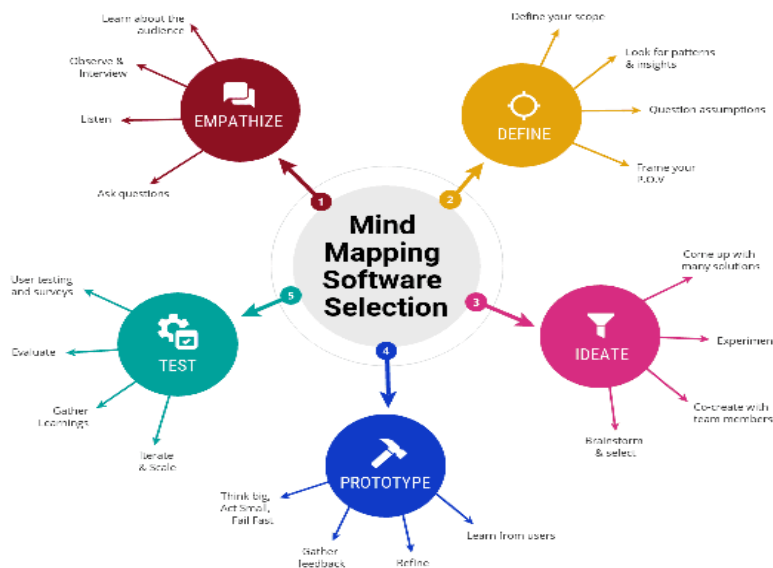 Mind
Mapping
Software
Selection
1
EMPATHIZE
Learn about the
audience
Observe &
Interview
Listen
Ask questions
2
DEFINE
Define your scope
Look for patterns
& insights
Question assumptions
Frame your
P.O.V
3
IDEATE
Come up with
many solutions
Experimen
Co-create with
team members
Brainstorm
& select
4
PROTOTYPE
Think big,
Act Small,
Fail Fast
Gather
feedback
Refine
Learn from users
5
TEST
User testing
and surveys
Evaluate
Gather
Learnings
Iterate
& Scale